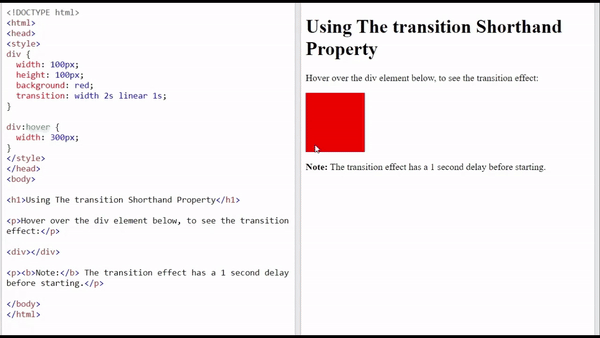 <!DOCTYPE html>
<html>
<head>
<style>
div {
  width: 100px;
  height: 100px;
  background: red;
  transition: width 2s linear 1s;
}

div:hover {
  width: 300px;
}
</style>
</head>
<body>

<h1>Using The transition Shorthand Property</h1>

<p>Hover over the div element below, to see the transition
effect:</p>

<div></div>

<p><b>Note:</b> The transition effect has a 1 second delay
before starting.</p>

</body>
</html>
Using The transition Shorthand
Property
Hover over the div element below, to see the transition effect:
Note: The transition effect has a 1 second delay before starting.